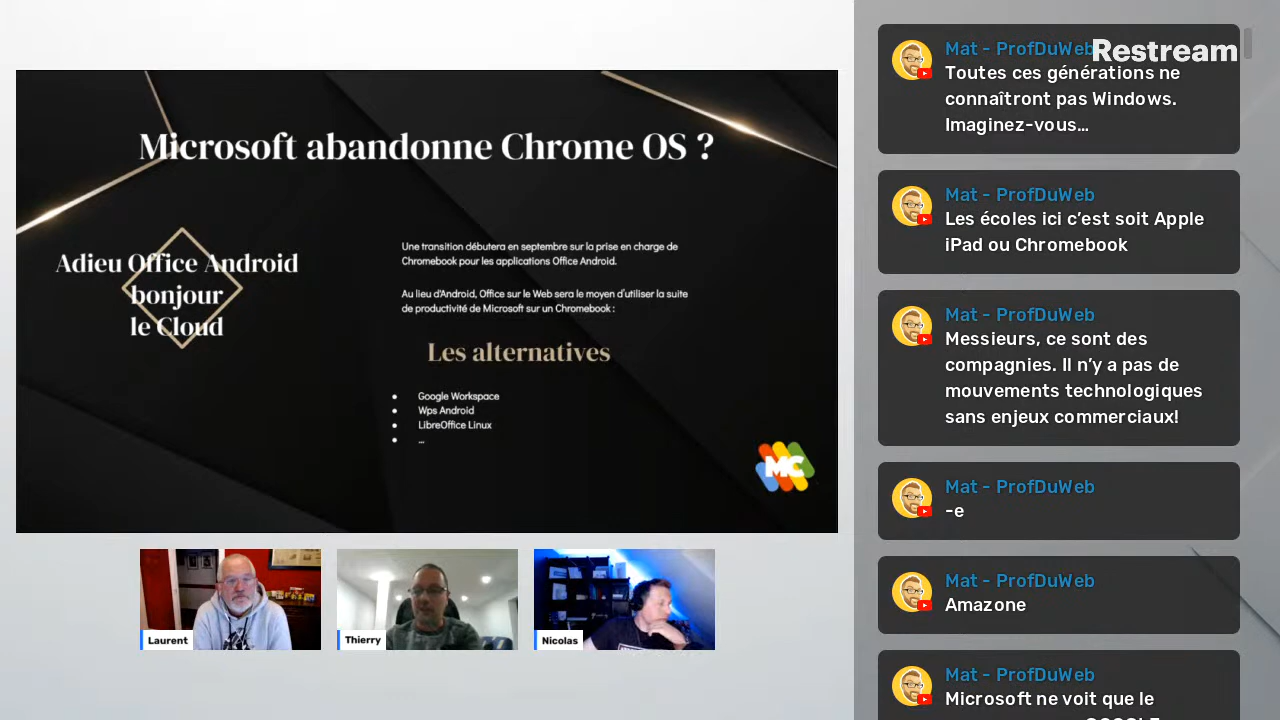 Microsoft abandonne Chrome OS ?
Adieu Office Android
bonjour
le Cloud
Une transition débutera en septembre sur la prise en charge de
Chromebook pour les applications Office Android.
Au lieu d'Android, Office sur le Web sera le moyen d'utiliser la suite
de productivité de Microsoft sur un Chromebook :
Les alternatives
● Google Workspace
● Wps Android
● LibreOffice Linux
● ...
MC
Laurent
Thierry
Nicolas
Restream
Mat - ProfDuWeb
Toutes ces générations ne
connaîtront pas Windows.
Imaginez-vous…
Mat - ProfDuWeb
Les écoles ici c’est soit Apple
iPad ou Chromebook
Mat - ProfDuWeb
Messieurs, ce sont des
compagnies. Il n’y a pas de
mouvements technologiques
sans enjeux commerciaux!
Mat - ProfDuWeb
-e
Mat - ProfDuWeb
Amazone
Mat - ProfDuWeb
Microsoft ne voit que le